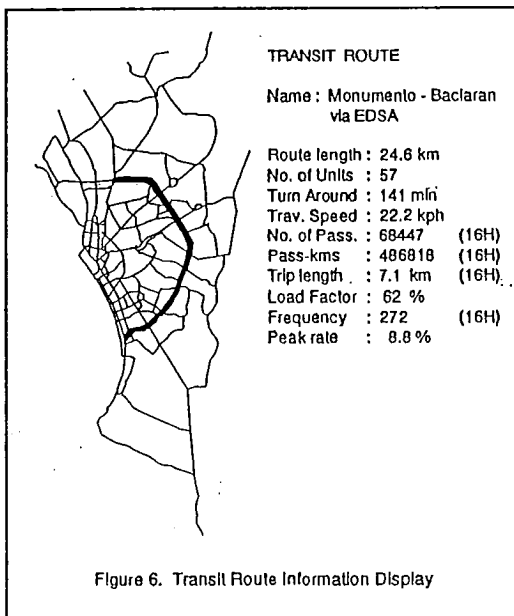 TRANSIT ROUTE
Name : Monumento - Baclaran
via EDSA
Route length : 24.6 km
No. of Units : 57
Turn Around : 141 min
Trav. Speed : 22.2 kph
No. of Pass. : 68447 (16H)
Pass-kms : 486818 (16H)
Trip length : 7.1 km (16H)
Load Factor : 62 %
Frequency : 272 (16H)
Peak rate : 8.8 %
Figure 6. Transit Route Information Display